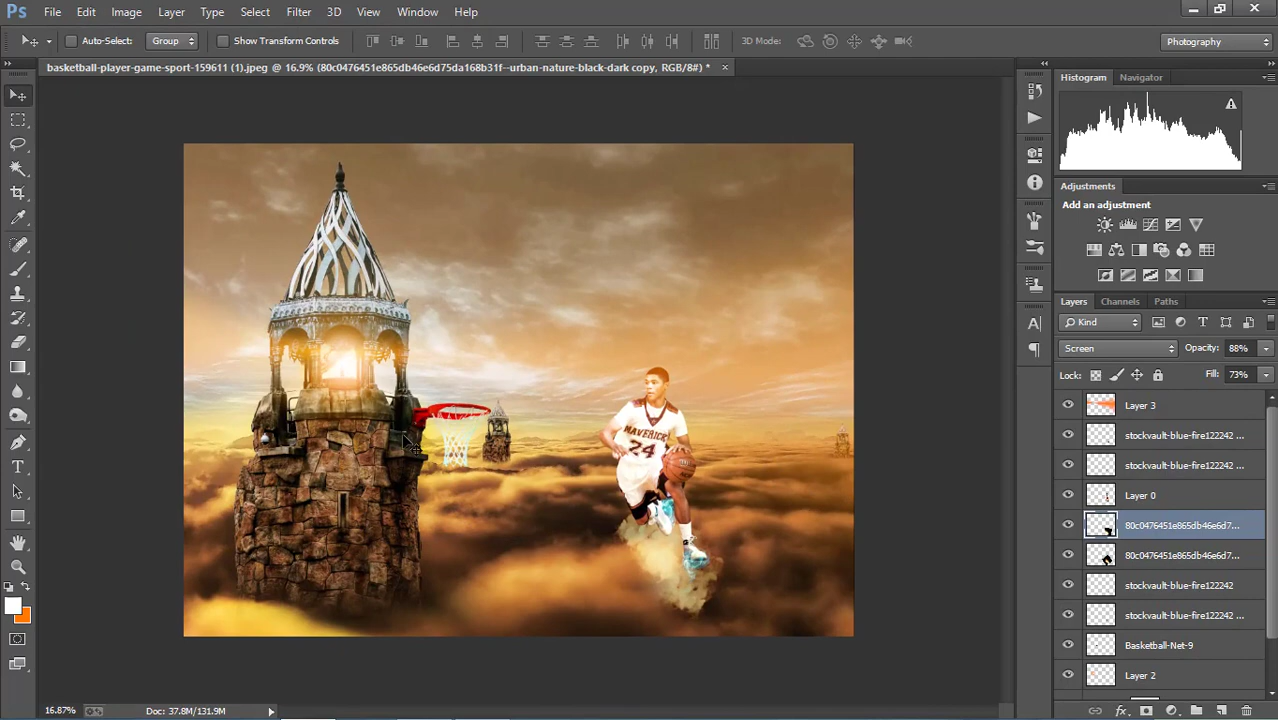 Ps File Edit Image Layer Type Select Filter 3D View Window Help
Auto-Select: Group Show Transform Controls 3D Mode: Photography
basketball-player-game-sport-159611 (1).jpeg @ 16.9% (80c0476451e865db46e6d75da168b31f--urban-nature-black-dark copy, RGB/8#) *
Histogram Navigator
Adjustments
Add an adjustment
Layers Channels Paths
Kind
Screen Opacity: 88%
Lock: Fill: 73%
Layer 3
stockvault-blue-fire122242 ...
stockvault-blue-fire122242 ...
Layer 0
80c0476451e865db46e6d7...
80c0476451e865db46e6d7...
stockvault-blue-fire122242
stockvault-blue-fire122242 ...
Basketball-Net-9
Layer 2
MAVERICK
24
16.87% Doc: 37.8M/131.9M